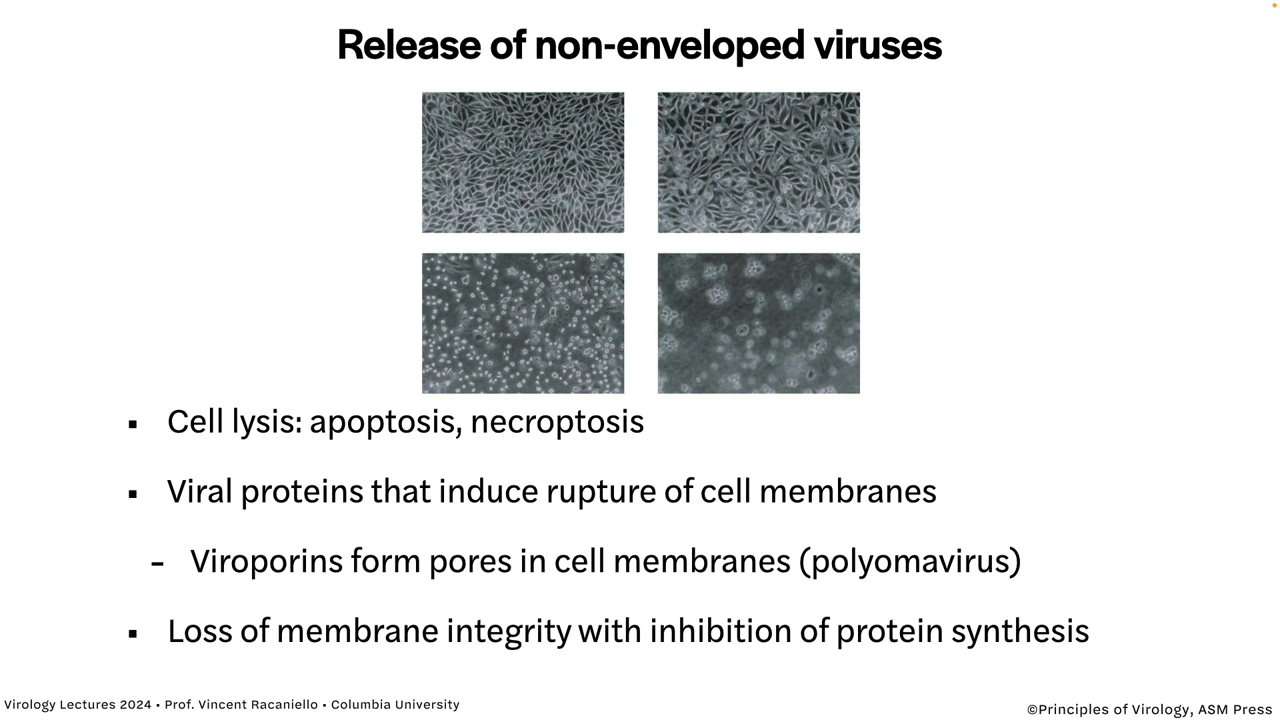 Release of non-enveloped viruses
▪ Cell lysis: apoptosis, necroptosis
▪ Viral proteins that induce rupture of cell membranes
– Viroporins form pores in cell membranes (polyomavirus)
▪ Loss of membrane integrity with inhibition of protein synthesis
Virology Lectures 2024 • Prof. Vincent Racaniello • Columbia University
©Principles of Virology, ASM Press